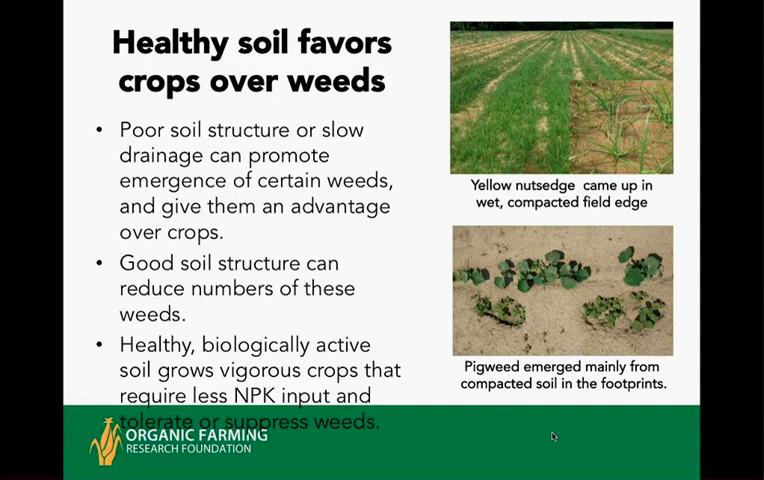 Healthy soil favors
crops over weeds
• Poor soil structure or slow
drainage can promote
emergence of certain weeds,
and give them an advantage
over crops.
• Good soil structure can
reduce numbers of these
weeds.
• Healthy, biologically active
soil grows vigorous crops that
require less NPK input and
tolerate or suppress weeds.
Yellow nutsedge came up in
wet, compacted field edge
Pigweed emerged mainly from
compacted soil in the footprints.
ORGANIC FARMING
RESEARCH FOUNDATION